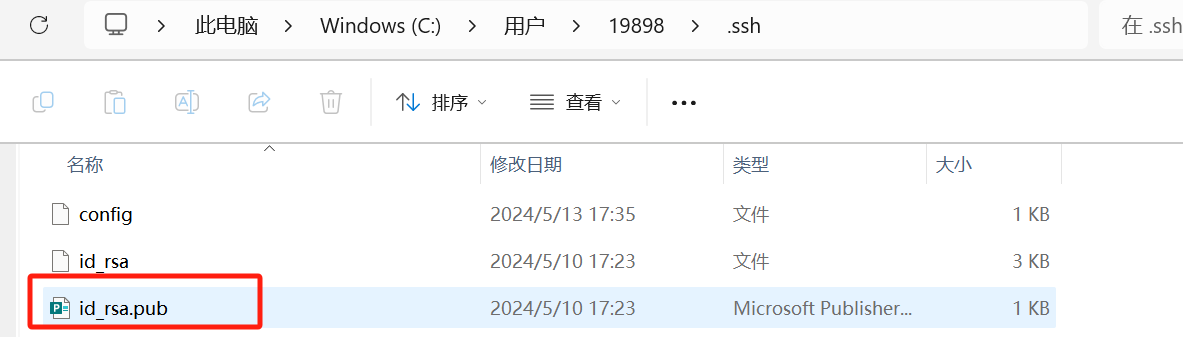 此电脑 > Windows (C:) > 用户 > 19898 > .ssh 在 .ssh
排序 查看
名称 修改日期 类型 大小
config 2024/5/13 17:35 文件 1 KB
id_rsa 2024/5/10 17:23 文件 3 KB
id_rsa.pub 2024/5/10 17:23 Microsoft Publisher... 1 KB